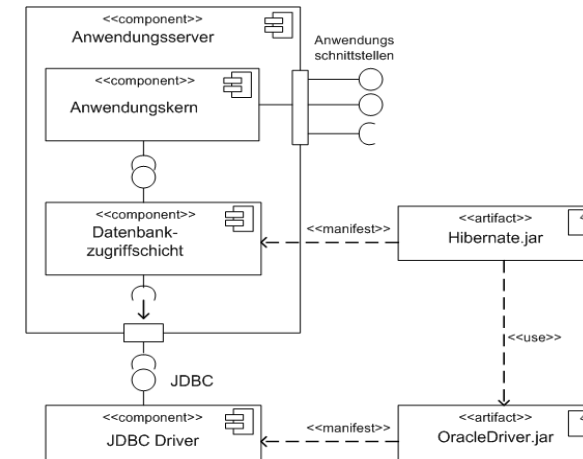 <<component>>
Anwendungsserver
Anwendungs
schnittstellen
<<component>>
Anwendungskern
<<component>>
Datenbank-
zugriffschicht
<<manifest>>
<<artifact>>
Hibernate.jar
<<use>>
JDBC
<<component>>
JDBC Driver
<<manifest>>
<<artifact>>
OracleDriver.jar